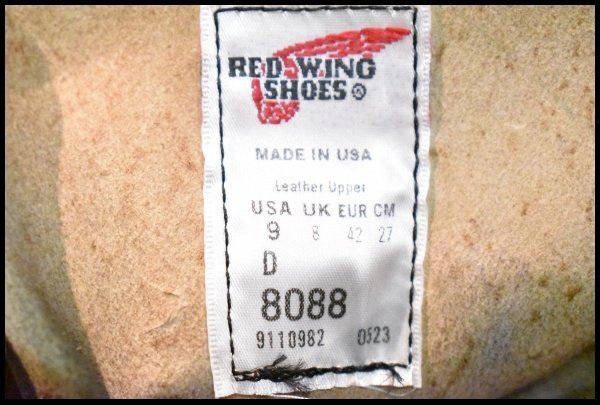 RED WING
SHOES®
MADE IN USA
Leather Upper
USA UK EUR CM
9 8 42 27
D
8088
9110982 0523